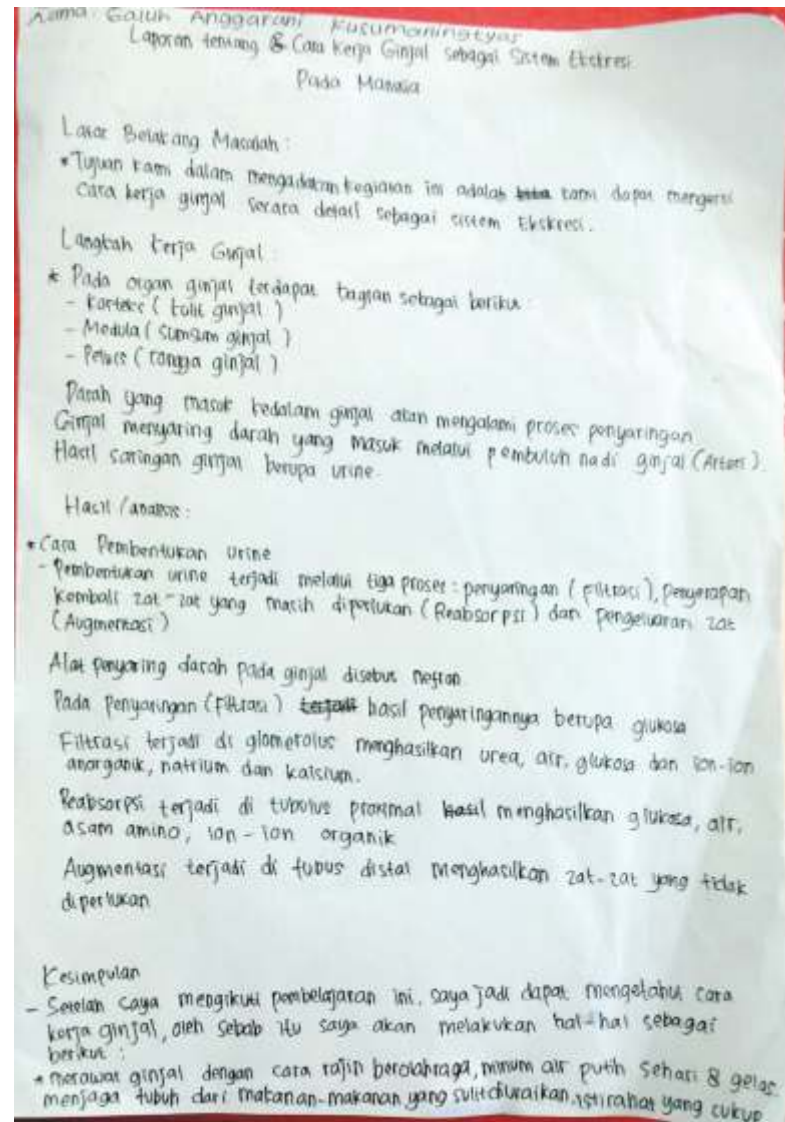 Nama : Galuh Anggarani Kusumaningtyas
Laporan tentang & Cara Kerja Ginjal sebagai Sistem Ekskresi
Pada Manusia
Latar Belakang Masalah :
* Tujuan kami dalam mengadakan kegiatan ini adalah kami dapat mengerti
cara kerja ginjal secara detail sebagai sistem Ekskresi.
Langkah kerja Ginjal :
* Pada organ ginjal terdapat bagian sebagai berikut :
- Korteks ( kulit ginjal )
- Medula ( sumsum ginjal )
- Pelvis ( rongga ginjal )
Darah yang masuk kedalam ginjal akan mengalami proses penyaringan
Ginjal menyaring darah yang masuk melalui pembuluh nadi ginjal (Arteri).
Hasil saringan ginjal berupa urine.
Hasil / analisis :
* Cara Pembentukan urine
- Pembentukan urine terjadi melalui tiga proses : penyaringan ( filtrasi ), penyerapan
kembali zat-zat yang masih diperlukan ( Reabsorpsi ) dan pengeluaran zat
( Augmentasi )
Alat penyaring darah pada ginjal disebut nefron
Pada penyaringan ( Filtrasi ) terjadi hasil penyaringannya berupa glukosa
Filtrasi terjadi di glomerolus menghasilkan urea, air, glukosa dan ion-ion
anorganik, natrium dan kalsium.
Reabsorpsi terjadi di tubulus proximal hasil menghasilkan glukosa, air,
asam amino, ion-ion organik
Augmentasi terjadi di tubus distal menghasilkan zat-zat yang tidak
diperlukan
Kesimpulan
- Setelah saya mengikuti pembelajaran ini, saya jadi dapat mengetahui cara
kerja ginjal, oleh sebab itu saya akan melakukan hal-hal sebagai
berikut :
* merawat ginjal dengan cara rajin berolahraga, minum air putih sehari 8 gelas,
menjaga tubuh dari makanan-makanan yang sulit diuraikan, istirahat yang cukup